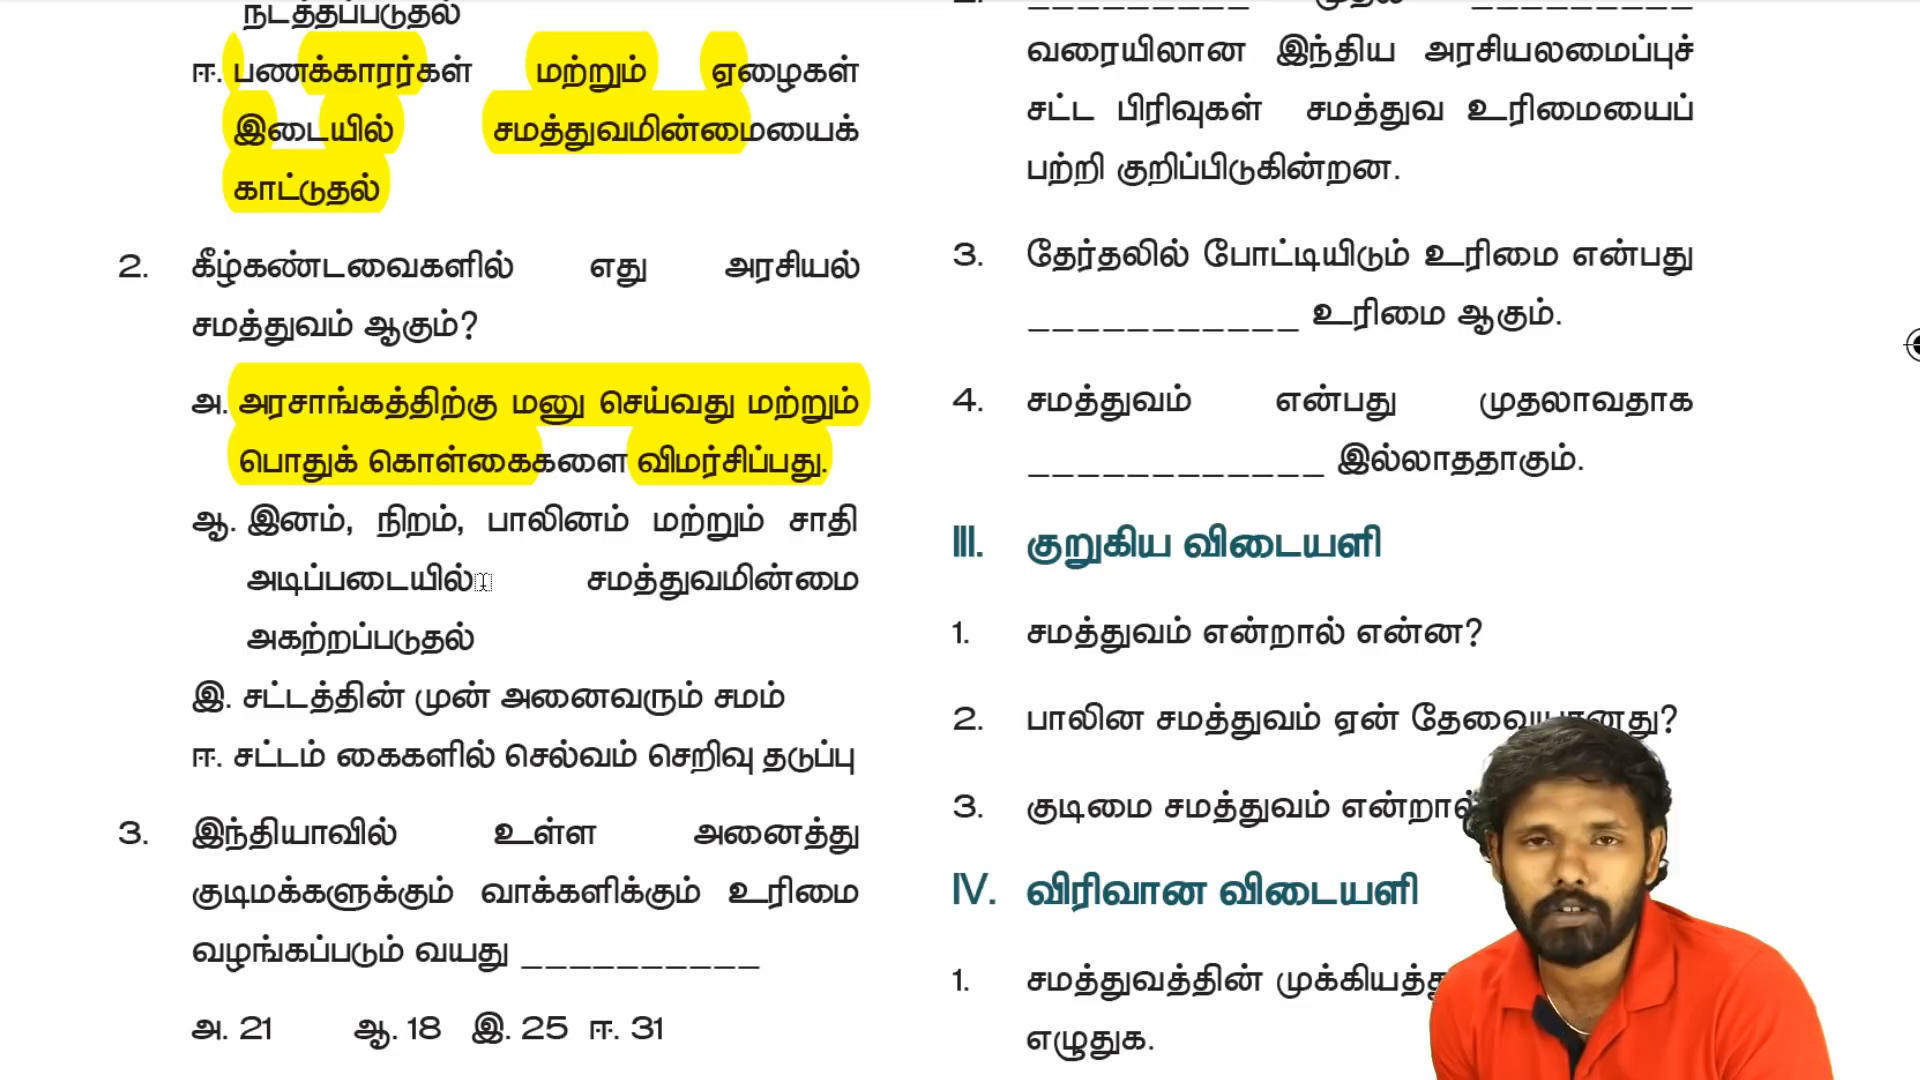 நடத்தப்படுதல்
ஈ. பணக்காரர்கள் மற்றும் ஏழைகள்
இடையில் சமத்துவமின்மையைக்
காட்டுதல்
2. கீழ்கண்டவைகளில் எது அரசியல்
சமத்துவம் ஆகும்?
அ. அரசாங்கத்திற்கு மனு செய்வது மற்றும்
பொதுக் கொள்கைகளை விமர்சிப்பது.
ஆ. இனம், நிறம், பாலினம் மற்றும் சாதி
அடிப்படையில் சமத்துவமின்மை
அகற்றப்படுதல்
இ. சட்டத்தின் முன் அனைவரும் சமம்
ஈ. சட்டம் கைகளில் செல்வம் செறிவு தடுப்பு
3. இந்தியாவில் உள்ள அனைத்து
குடிமக்களுக்கும் வாக்களிக்கும் உரிமை
வழங்கப்படும் வயது __________
அ. 21 ஆ. 18 இ. 25 ஈ. 31
_________ முதல் _________
வரையிலான இந்திய அரசியலமைப்புச்
சட்ட பிரிவுகள் சமத்துவ உரிமையைப்
பற்றி குறிப்பிடுகின்றன.
3. தேர்தலில் போட்டியிடும் உரிமை என்பது
___________ உரிமை ஆகும்.
4. சமத்துவம் என்பது முதலாவதாக
____________ இல்லாததாகும்.
III. குறுகிய விடையளி
1. சமத்துவம் என்றால் என்ன?
2. பாலின சமத்துவம் ஏன் தேவையானது?
3. குடிமை சமத்துவம் என்றால்
IV. விரிவான விடையளி
1. சமத்துவத்தின்
எழுதுக.